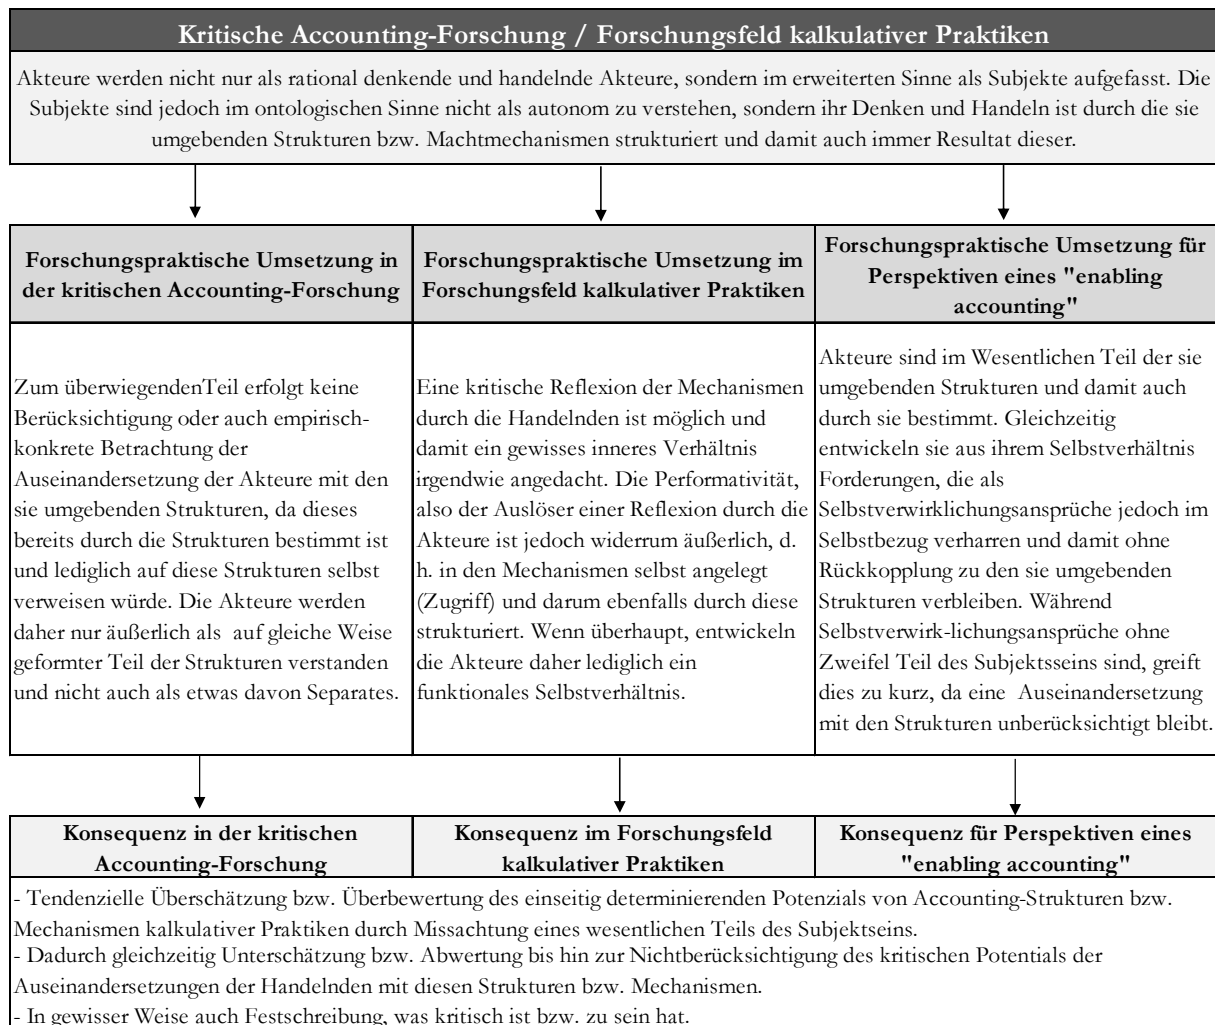 Kritische Accounting-Forschung / Forschungsfeld kalkulativer Praktiken
Akteure werden nicht nur als rational denkende und handelnde Akteure, sondern im erweiterten Sinne als Subjekte aufgefasst. Die
Subjekte sind jedoch im ontologischen Sinne nicht als autonom zu verstehen, sondern ihr Denken und Handeln ist durch die sie
umgebenden Strukturen bzw. Machtmechanismen strukturiert und damit auch immer Resultat dieser.
Forschungspraktische Umsetzung in
der kritischen Accounting-Forschung
Forschungspraktische Umsetzung im
Forschungsfeld kalkulativer Praktiken
Forschungspraktische Umsetzung für
Perspektiven eines "enabling
accounting"
Zum überwiegendenTeil erfolgt keine
Berücksichtigung oder auch empirisch-
konkrete Betrachtung der
Auseinandersetzung der Akteure mit den
sie umgebenden Strukturen, da dieses
bereits durch die Strukturen bestimmt ist
und lediglich auf diese Strukturen selbst
verweisen würde. Die Akteure werden
daher nur äußerlich als auf gleiche Weise
geformter Teil der Strukturen verstanden
und nicht auch als etwas davon Separates.
Eine kritische Reflexion der Mechanismen
durch die Handelnden ist möglich und
damit ein gewisses inneres Verhältnis
irgendwie angedacht. Die Performativität,
also der Auslöser einer Reflexion durch die
Akteure ist jedoch widerrum äußerlich, d.
h. in den Mechanismen selbst angelegt
(Zugriff) und darum ebenfalls durch diese
strukturiert. Wenn überhaupt, entwickeln
die Akteure daher lediglich ein
funktionales Selbstverhältnis.
Akteure sind im Wesentlichen Teil der sie
umgebenden Strukturen und damit auch
durch sie bestimmt. Gleichzeitig
entwickeln sie aus ihrem Selbstverhältnis
Forderungen, die als
Selbstverwirklichungsansprüche jedoch im
Selbstbezug verharren und damit ohne
Rückkopplung zu den sie umgebenden
Strukturen verbleiben. Während
Selbstverwirk-lichungsansprüche ohne
Zweifel Teil des Subjektsseins sind, greift
dies zu kurz, da eine Auseinandersetzung
mit den Strukturen unberücksichtigt bleibt.
Konsequenz in der kritischen
Accounting-Forschung
Konsequenz im Forschungsfeld
kalkulativer Praktiken
Konsequenz für Perspektiven eines
"enabling accounting"
- Tendenzielle Überschätzung bzw. Überbewertung des einseitig determinierenden Potenzials von Accounting-Strukturen bzw.
Mechanismen kalkulativer Praktiken durch Missachtung eines wesentlichen Teils des Subjektseins.
- Dadurch gleichzeitig Unterschätzung bzw. Abwertung bis hin zur Nichtberücksichtigung des kritischen Potentials der
Auseinandersetzungen der Handelnden mit diesen Strukturen bzw. Mechanismen.
- In gewisser Weise auch Festschreibung, was kritisch ist bzw. zu sein hat.